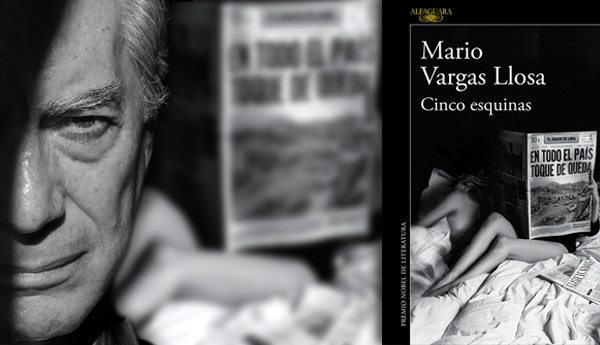 EN TODO EL PAÍS
TOQUE DE QUEDA
ALFAGUARA
Mario
Vargas Llosa
Cinco esquinas
EL DIARIO DE LIMA
EN TODO EL PAÍS
TOQUE DE QUEDA
PREMIO NOBEL DE LITERATURA